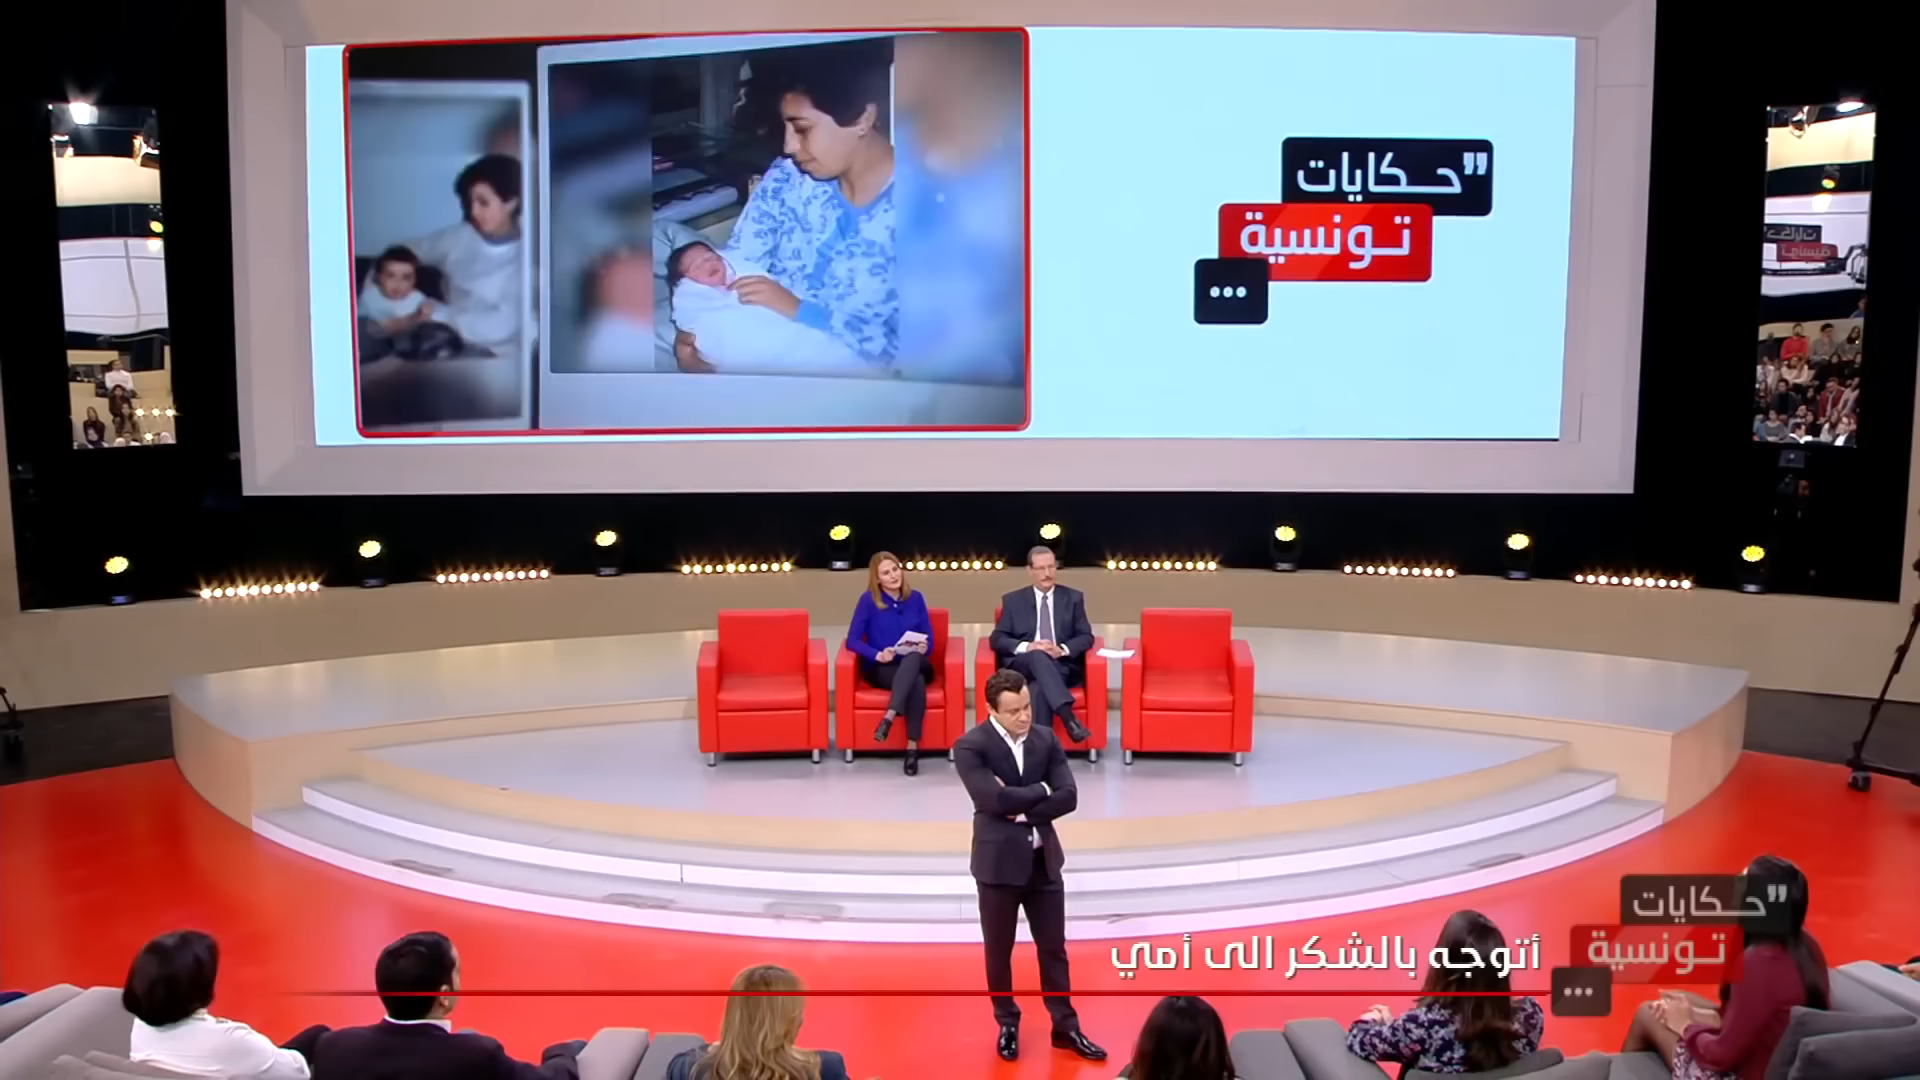 ”حكايات
تونسية
...
أتوجه بالشكر الى أمي
”حكايات
تونسية
...